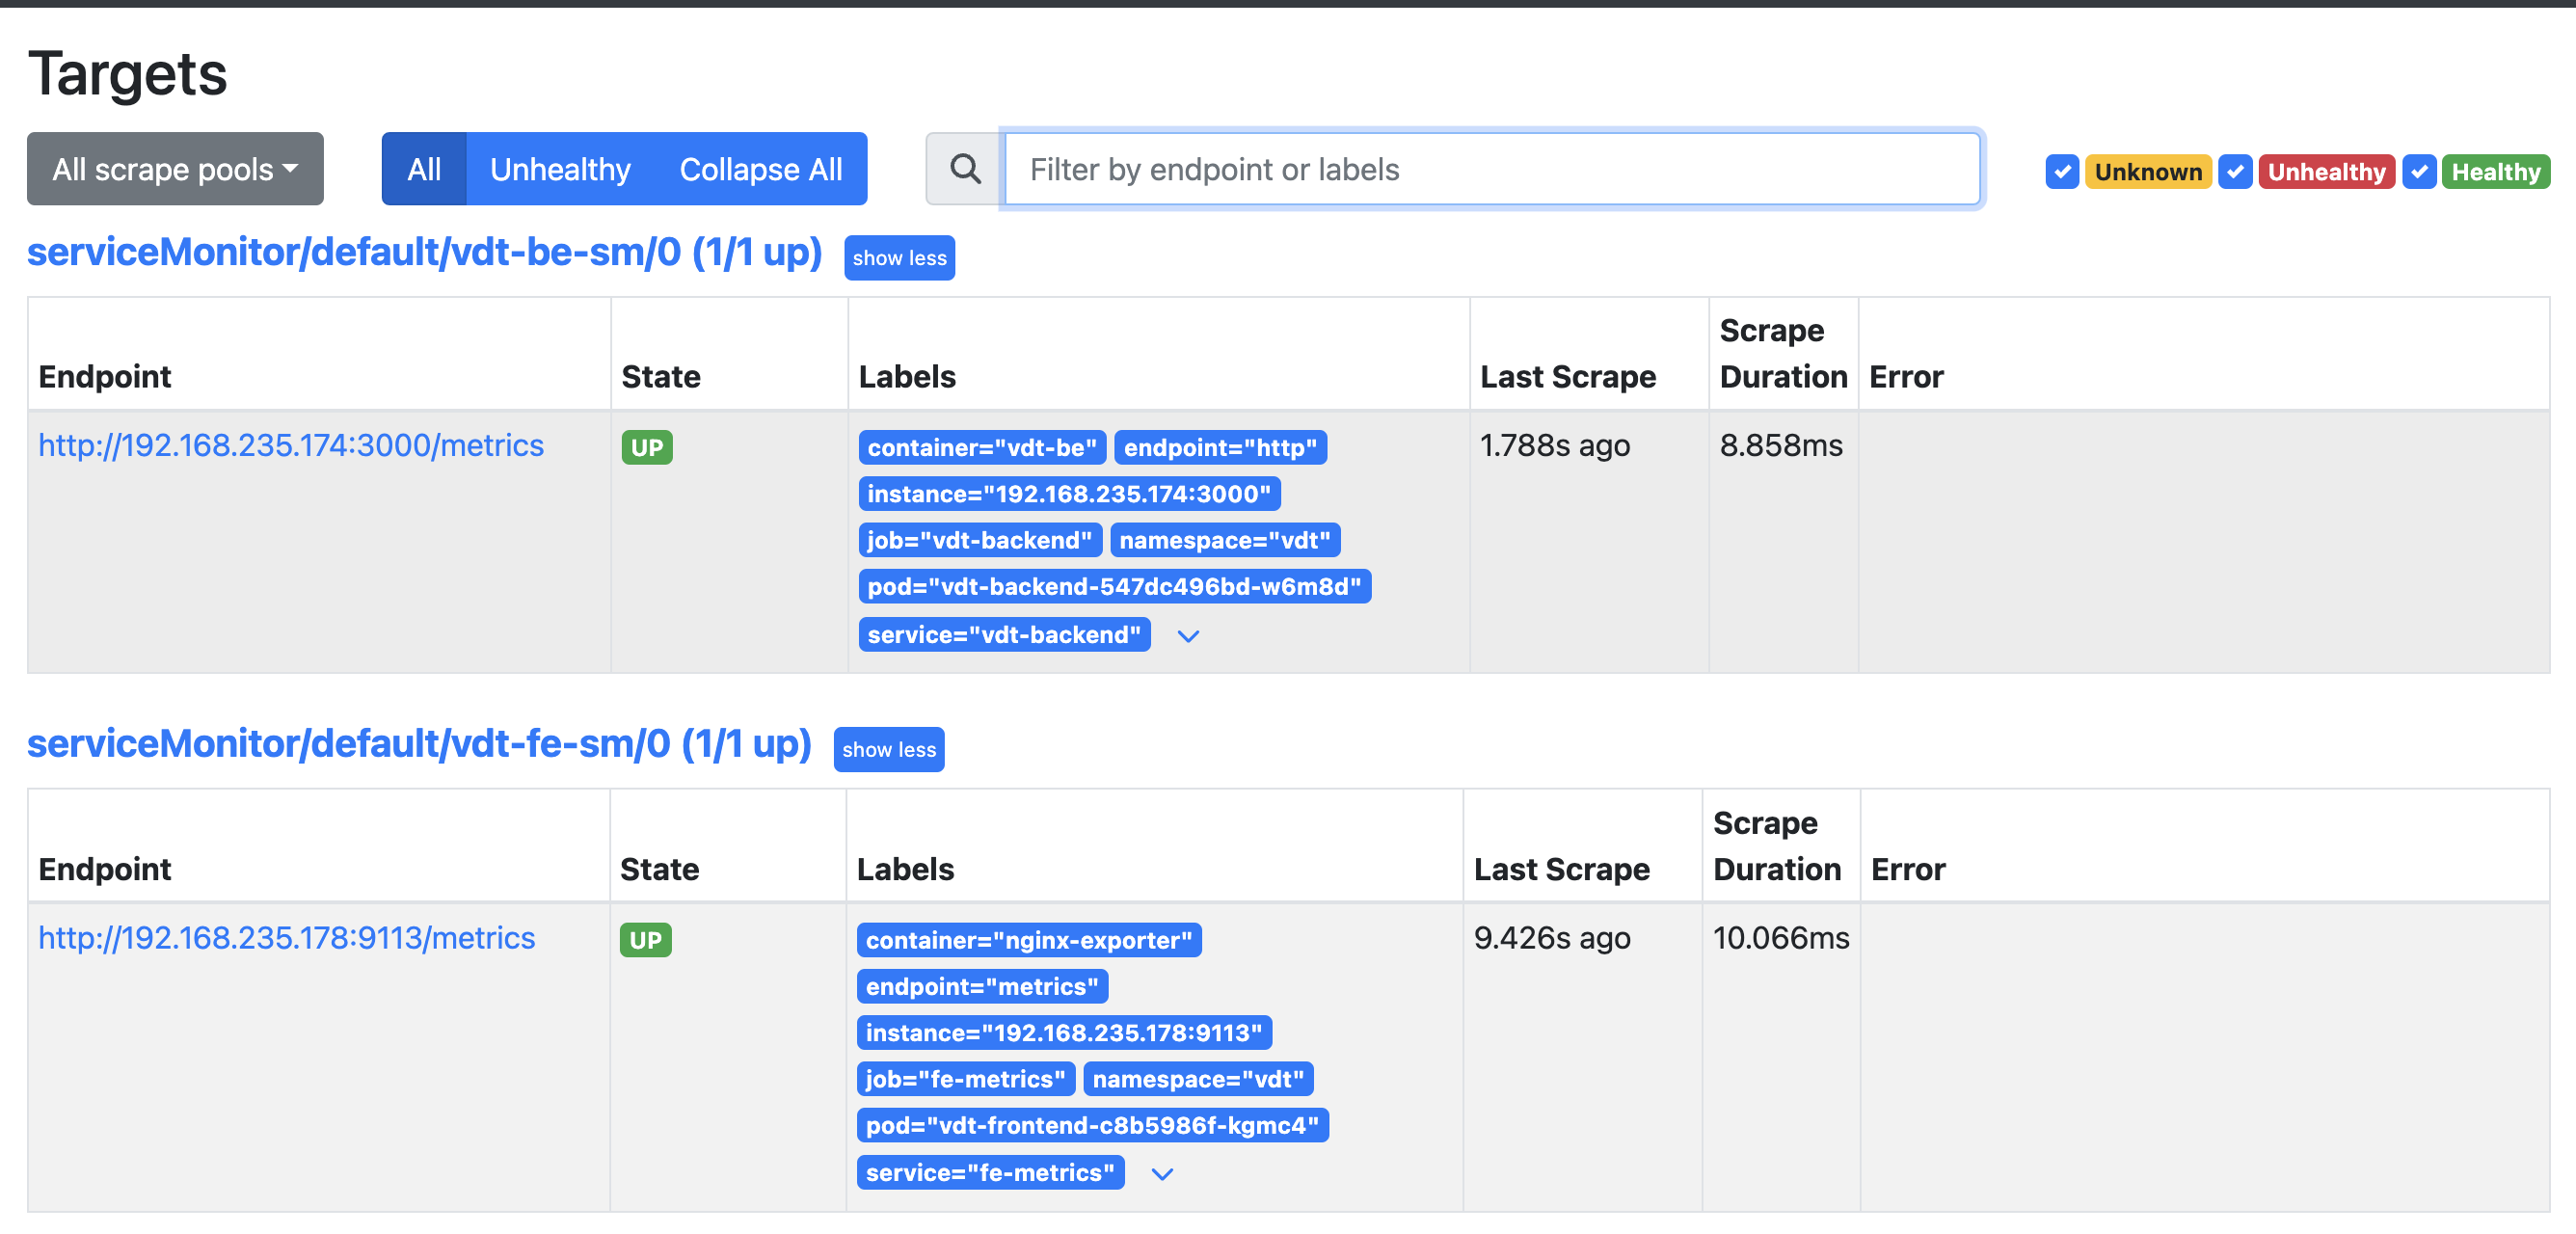 Targets
All scrape pools
All Unhealthy Collapse All
Filter by endpoint or labels
Unknown Unhealthy Healthy
serviceMonitor/default/vdt-be-sm/0 (1/1 up) show less
Endpoint State Labels Last Scrape Scrape Duration Error
http://192.168.235.174:3000/metrics UP container="vdt-be" endpoint="http" 1.788s ago 8.858ms
instance="192.168.235.174:3000"
job="vdt-backend" namespace="vdt"
pod="vdt-backend-547dc496bd-w6m8d"
service="vdt-backend"
serviceMonitor/default/vdt-fe-sm/0 (1/1 up) show less
Endpoint State Labels Last Scrape Scrape Duration Error
http://192.168.235.178:9113/metrics UP container="nginx-exporter" 9.426s ago 10.066ms
endpoint="metrics"
instance="192.168.235.178:9113"
job="fe-metrics" namespace="vdt"
pod="vdt-frontend-c8b5986f-kgmc4"
service="fe-metrics"